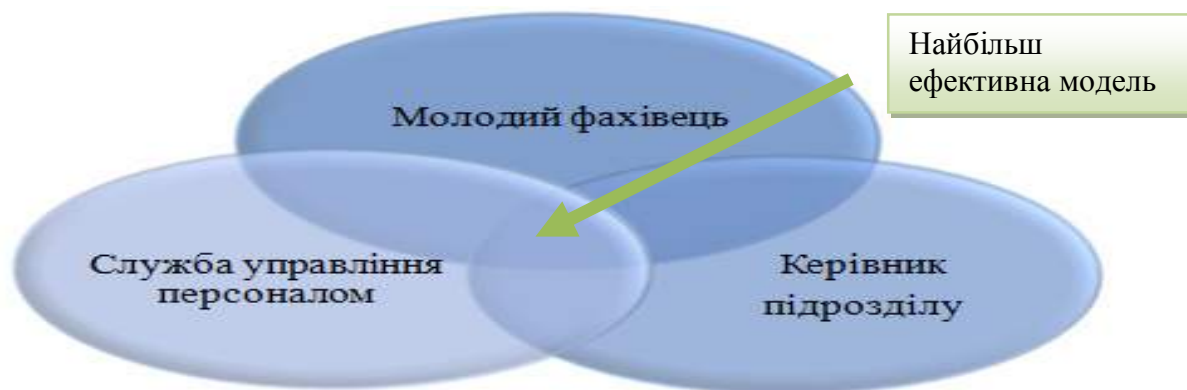 Найбільш
ефективна модель
Молодий фахівець
Служба управління
персоналом
Керівник
підрозділу